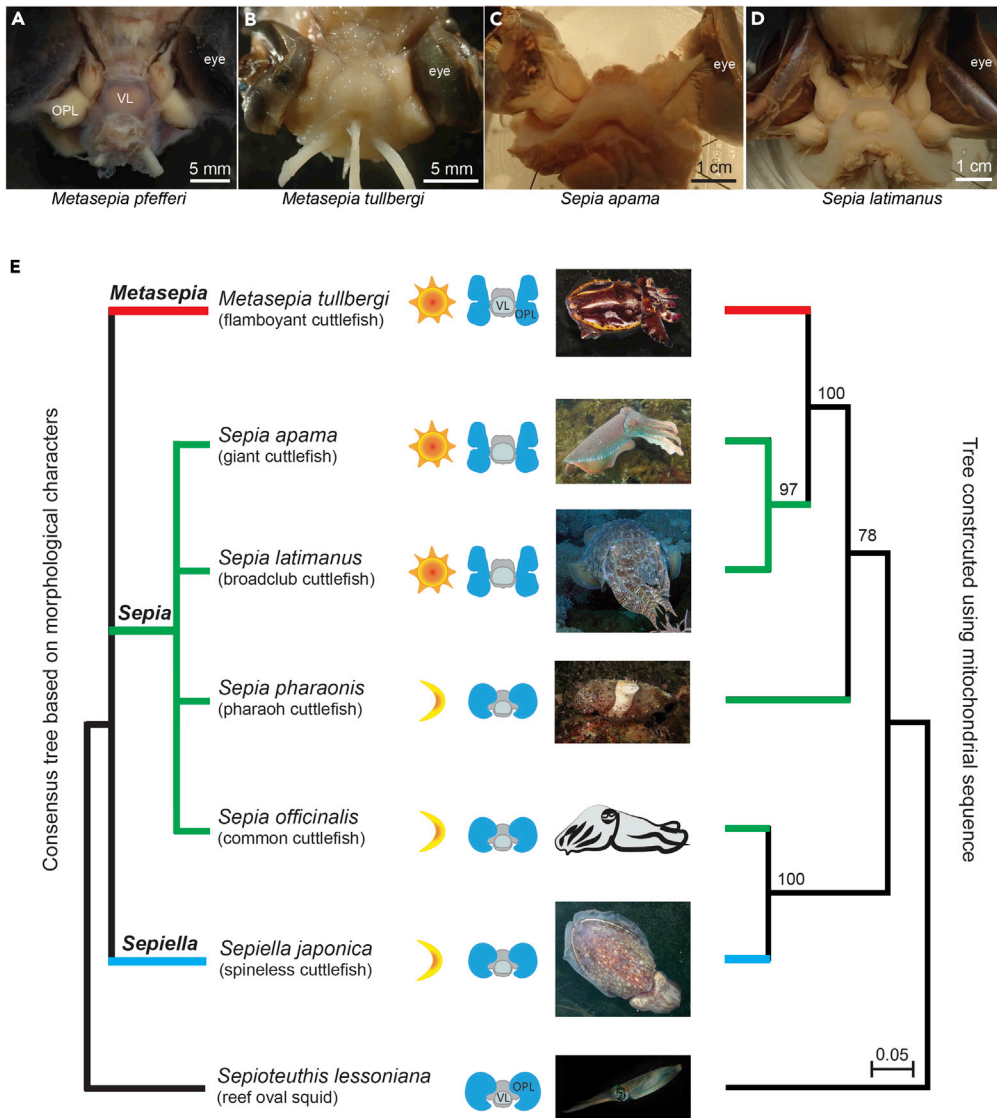 A
B
C
D
eye
OPL
VL
5 mm
eye
5 mm
eye
1 cm
eye
1 cm
Metasepia pfefferi
Metasepia tullbergi
Sepia apama
Sepia latimanus
E
Consensus tree based on morphological characters
Metasepia
Metasepia tullbergi
(flamboyant cuttlefish)
VL
OPL
Sepia apama
(giant cuttlefish)
Sepia latimanus
(broadclub cuttlefish)
Sepia
Sepia pharaonis
(pharaoh cuttlefish)
Sepia officinalis
(common cuttlefish)
Sepiella
Sepiella japonica
(spineless cuttlefish)
Sepioteuthis lessoniana
(reef oval squid)
OPL
VL
100
97
78
100
0.05
Tree constrouted using mitochondrial sequence